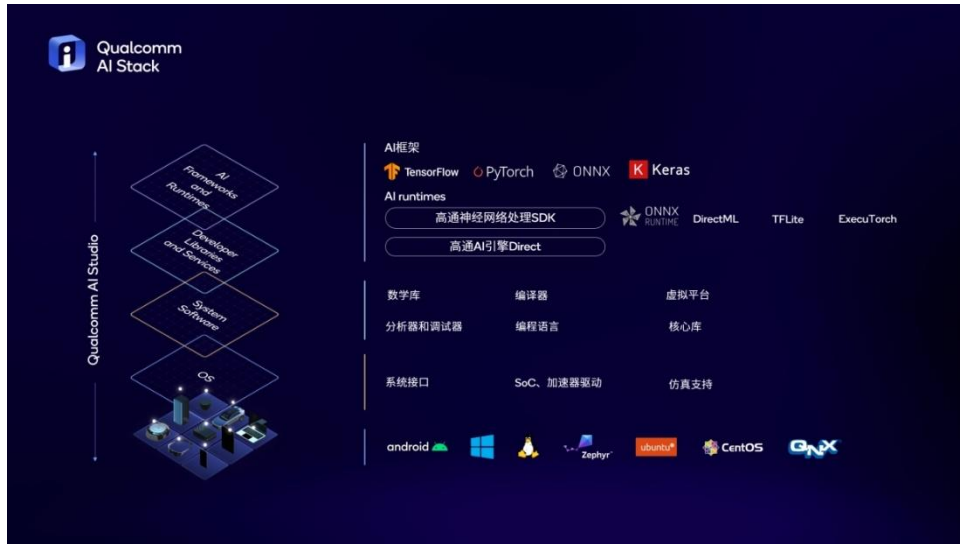 Qualcomm
AI Stack
Qualcomm AI Studio
AI
Frameworks
and
Runtimes
Developer
Libraries
and Services
System
Software
OS
AI框架
TensorFlow PyTorch ONNX K Keras
AI runtimes
高通神经网络处理SDK ONNX RUNTIME DirectML TFLite ExecuTorch
高通AI引擎Direct
数学库 编译器 虚拟平台
分析器和调试器 编程语言 核心库
系统接口 SoC、加速器驱动 仿真支持
android Zephyr ubuntu CentOS QNX